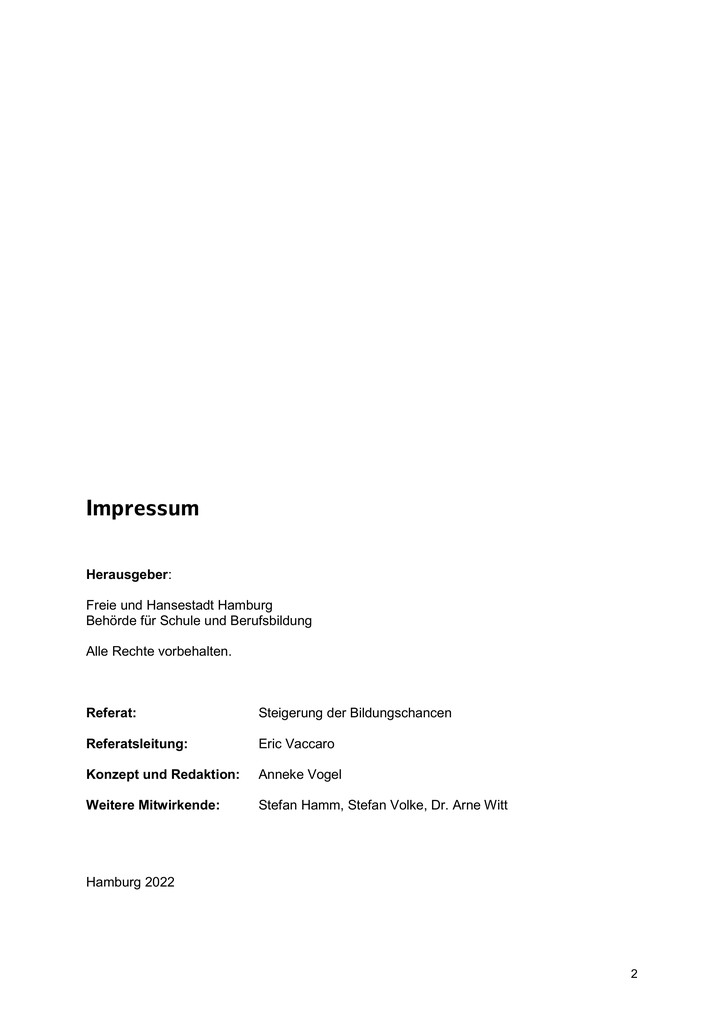 Impressum
Herausgeber:
Freie und Hansestadt Hamburg
Behörde für Schule und Berufsbildung
Alle Rechte vorbehalten.
Referat: Steigerung der Bildungschancen
Referatsleitung: Eric Vaccaro
Konzept und Redaktion: Anneke Vogel
Weitere Mitwirkende: Stefan Hamm, Stefan Volke, Dr. Arne Witt
Hamburg 2022
2